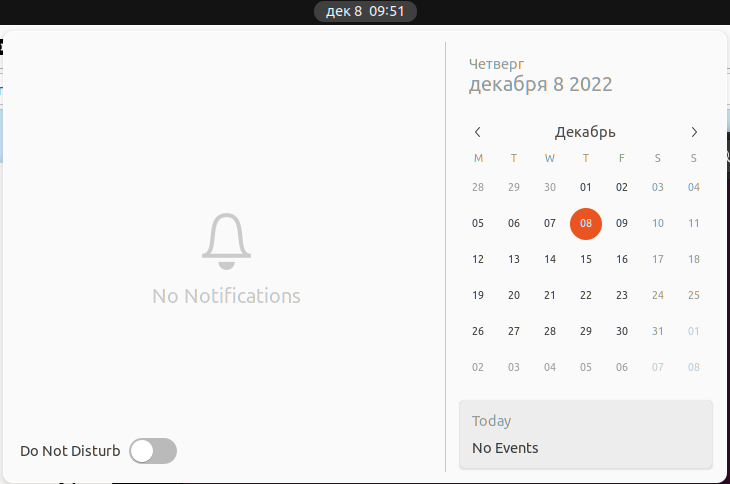 дек 8 09:51
No Notifications
Do Not Disturb
Четверг
декабря 8 2022
Декабрь
M T W T F S S
28 29 30 01 02 03 04
05 06 07 08 09 10 11
12 13 14 15 16 17 18
19 20 21 22 23 24 25
26 27 28 29 30 31 01
02 03 04 05 06 07 08
Today
No Events